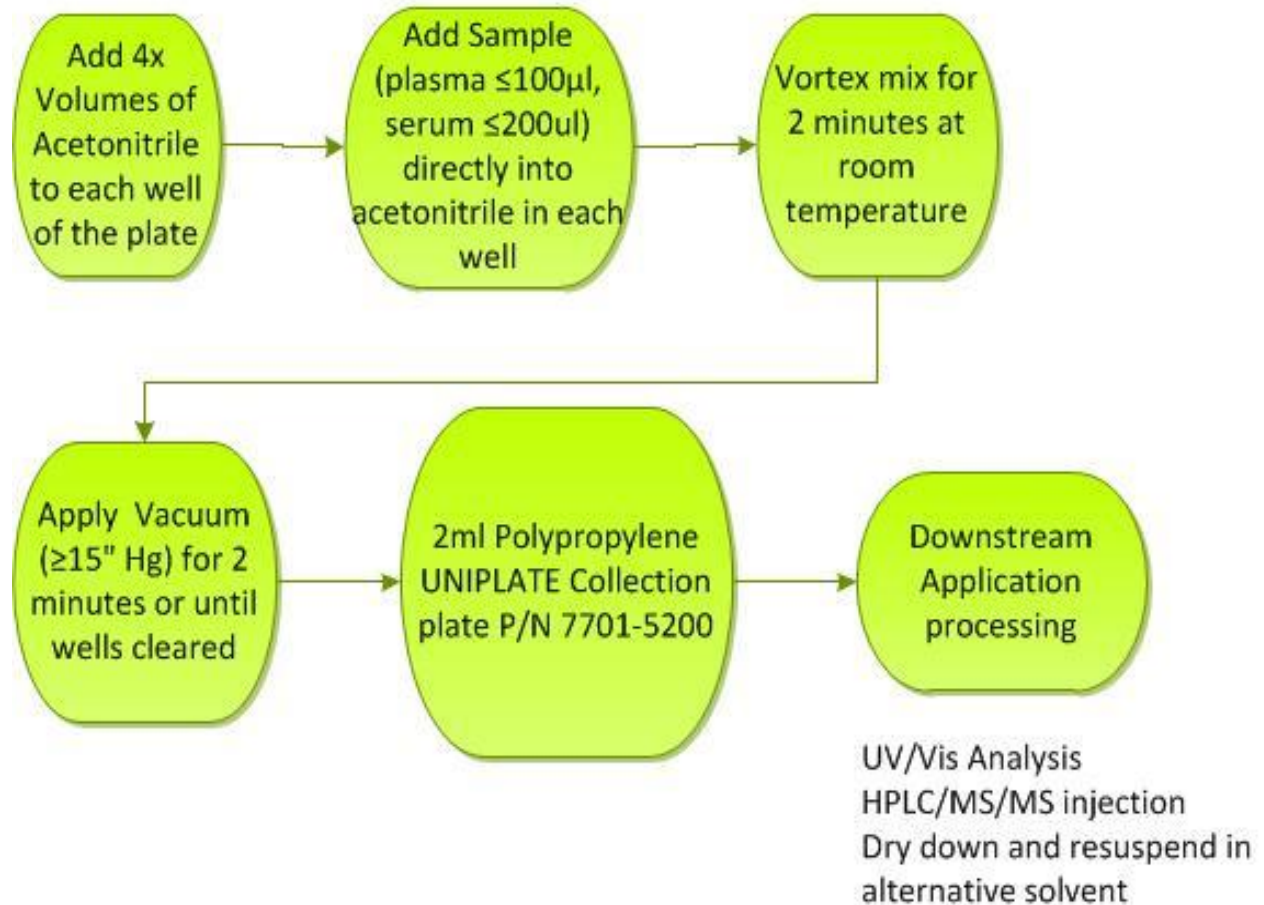 Add 4x
Volumes of
Acetonitrile
to each well
of the plate
Add Sample
(plasma ≤100µl,
serum ≤200ul)
directly into
acetonitrile in each
well
Vortex mix for
2 minutes at
room
temperature
Apply Vacuum
(≥15" Hg) for 2
minutes or until
wells cleared
2ml Polypropylene
UNIPLATE Collection
plate P/N 7701-5200
Downstream
Application
processing
UV/Vis Analysis
HPLC/MS/MS injection
Dry down and resuspend in
alternative solvent